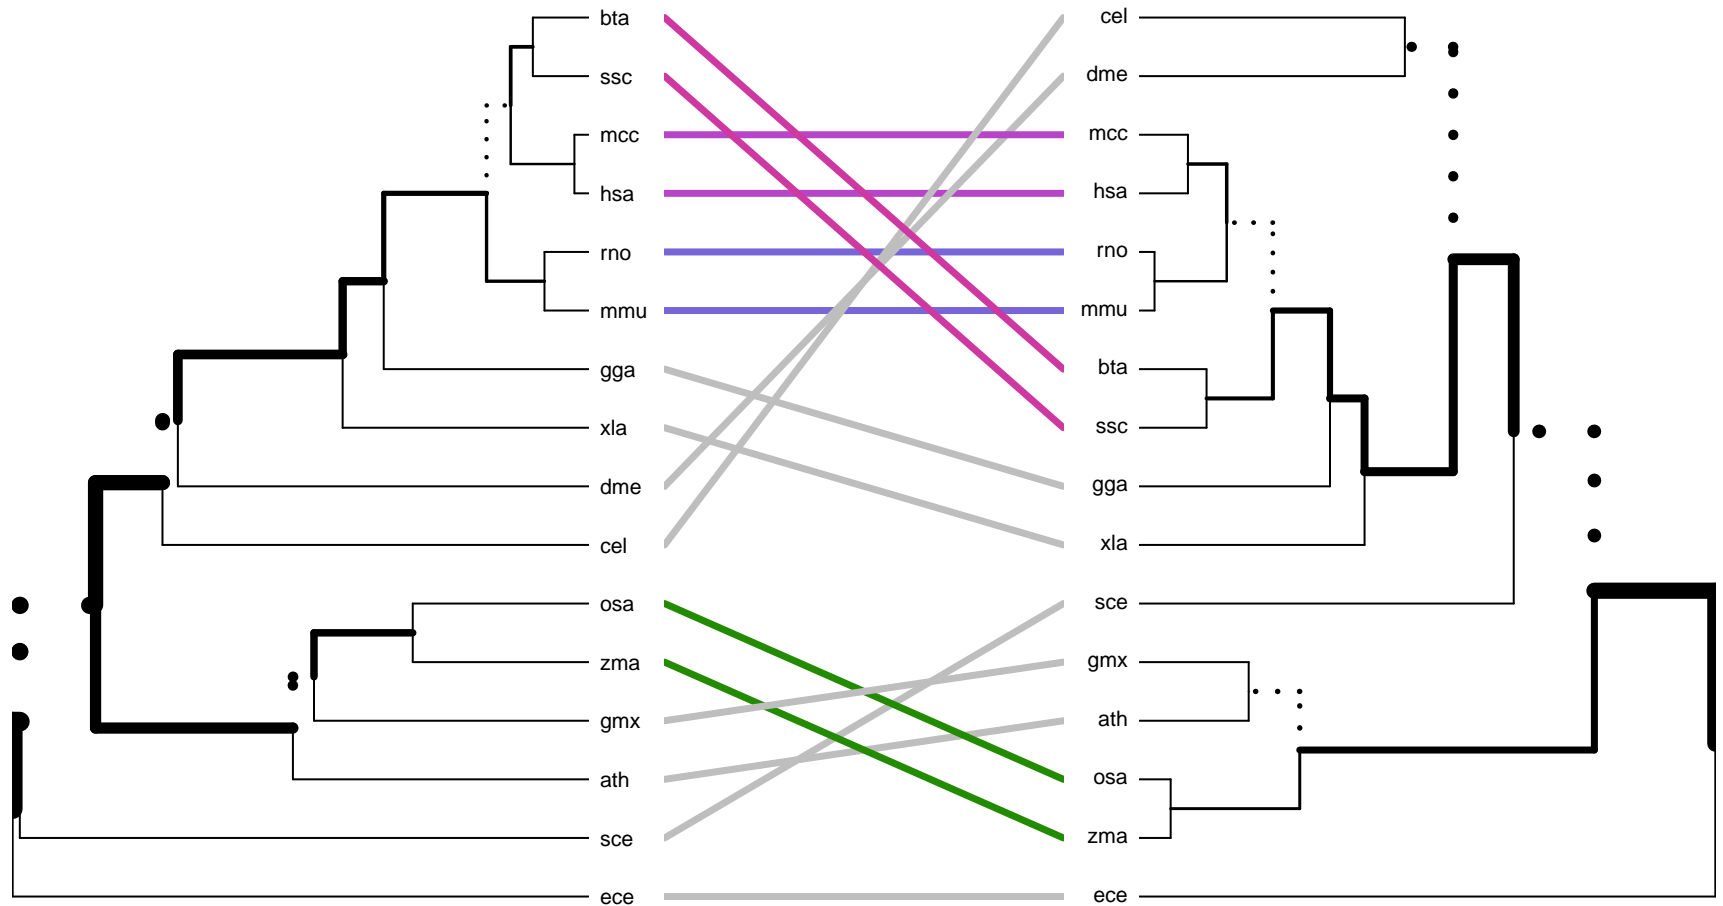 bta cel
ssc dme
mcc mcc
hsa hsa
rno rno
mmu mmu
gga bta
xla ssc
dme gga
cel xla
osa sce
zma gmx
gmx ath
ath osa
sce zma
ece ece